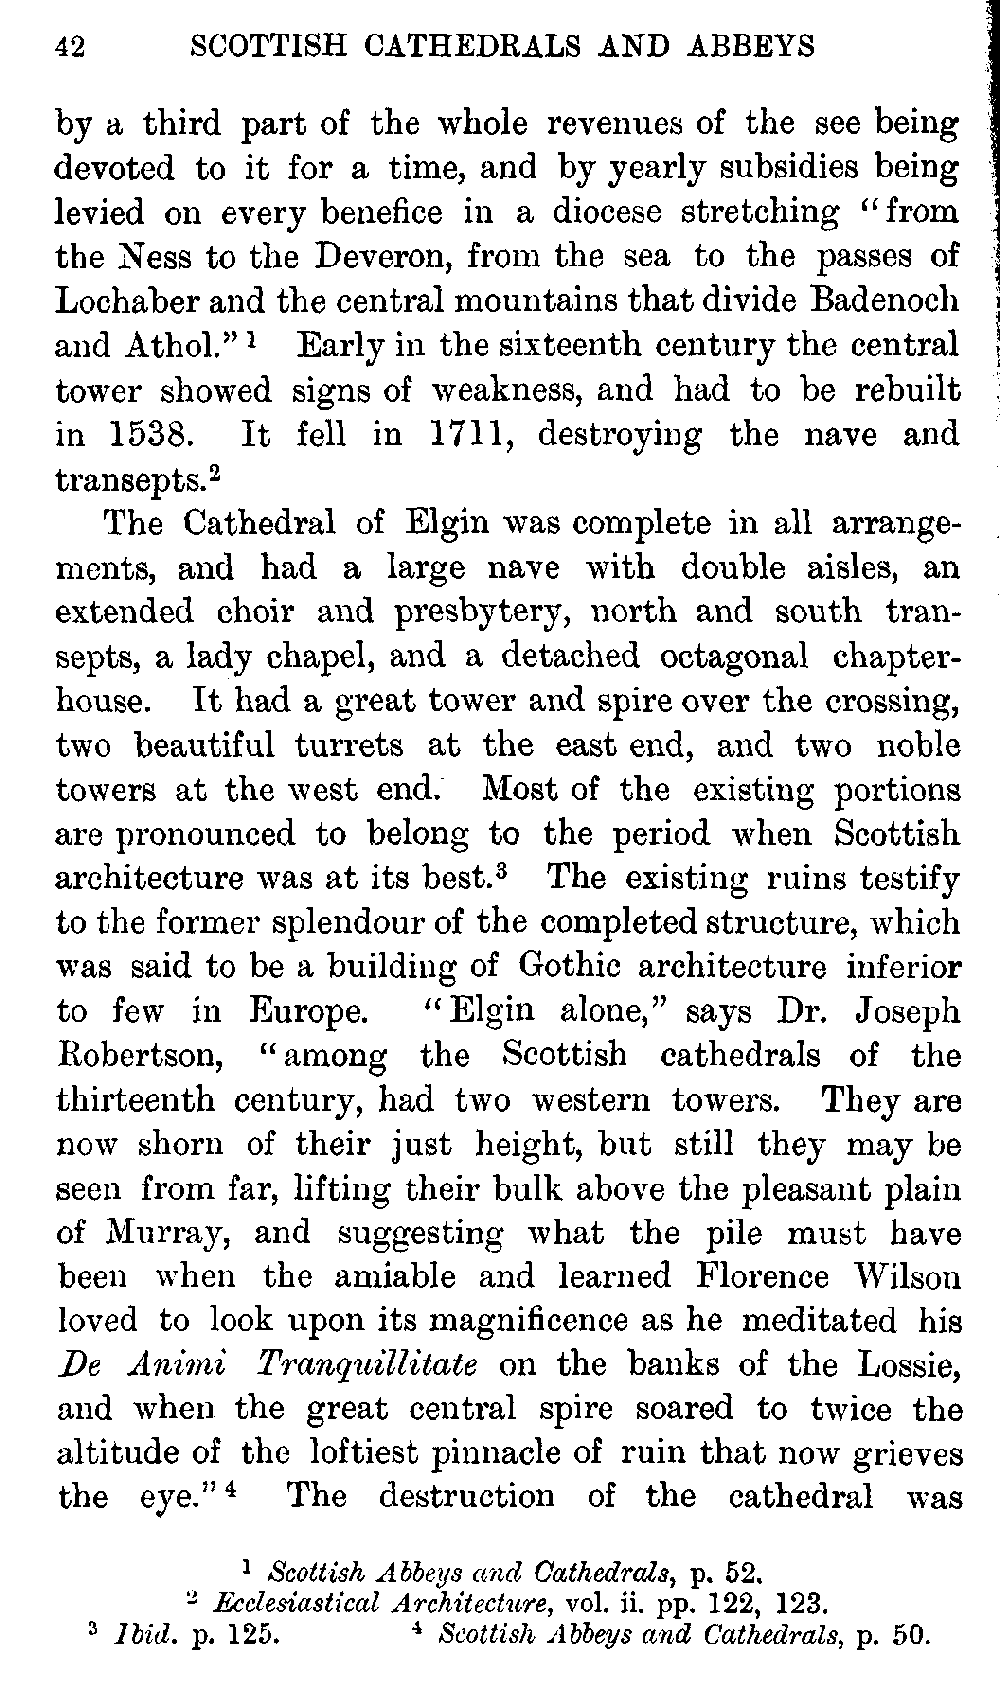 42 SCOTTISH CATHEDRALS AND ABBEYS
by a third part of the whole revenues of the see being
devoted to it for a time, and by yearly subsidies being
levied on every benefice in a diocese stretching “from
the Ness to the Deveron, from the sea to the passes of
Lochaber and the central mountains that divide Badenoch
and Athol.” ¹ Early in the sixteenth century the central
tower showed signs of weakness, and had to be rebuilt
in 1538. It fell in 1711, destroying the nave and
transepts.²
The Cathedral of Elgin was complete in all arrange-
ments, and had a large nave with double aisles, an
extended choir and presbytery, north and south tran-
septs, a lady chapel, and a detached octagonal chapter-
house. It had a great tower and spire over the crossing,
two beautiful turrets at the east end, and two noble
towers at the west end. Most of the existing portions
are pronounced to belong to the period when Scottish
architecture was at its best.³ The existing ruins testify
to the former splendour of the completed structure, which
was said to be a building of Gothic architecture inferior
to few in Europe. “Elgin alone,” says Dr. Joseph
Robertson, “among the Scottish cathedrals of the
thirteenth century, had two western towers. They are
now shorn of their just height, but still they may be
seen from far, lifting their bulk above the pleasant plain
of Murray, and suggesting what the pile must have
been when the amiable and learned Florence Wilson
loved to look upon its magnificence as he meditated his
De Animi Tranquillitate on the banks of the Lossie,
and when the great central spire soared to twice the
altitude of the loftiest pinnacle of ruin that now grieves
the eye.” ⁴ The destruction of the cathedral was
¹ Scottish Abbeys and Cathedrals, p. 52.
² Ecclesiastical Architecture, vol. ii. pp. 122, 123.
³ Ibid. p. 125. ⁴ Scottish Abbeys and Cathedrals, p. 50.